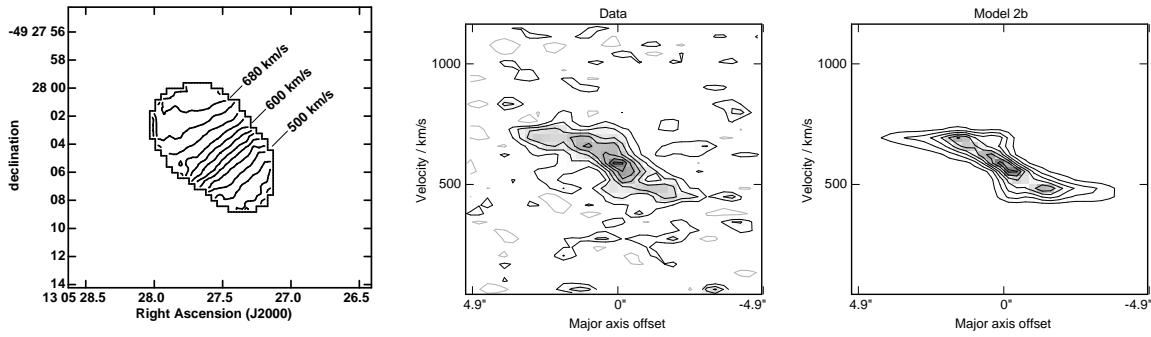 -49 27 56
58
28 00
02
04
06
08
10
12
14
13 05 28.5
28.0
27.5
27.0
26.5
declination
Right Ascension (J2000)
680 km/s
600 km/s
500 km/s
Data
1000
500
Velocity / km/s
4.9"
0"
-4.9"
Major axis offset
Model 2b
1000
500
Velocity / km/s
4.9"
0"
-4.9"
Major axis offset